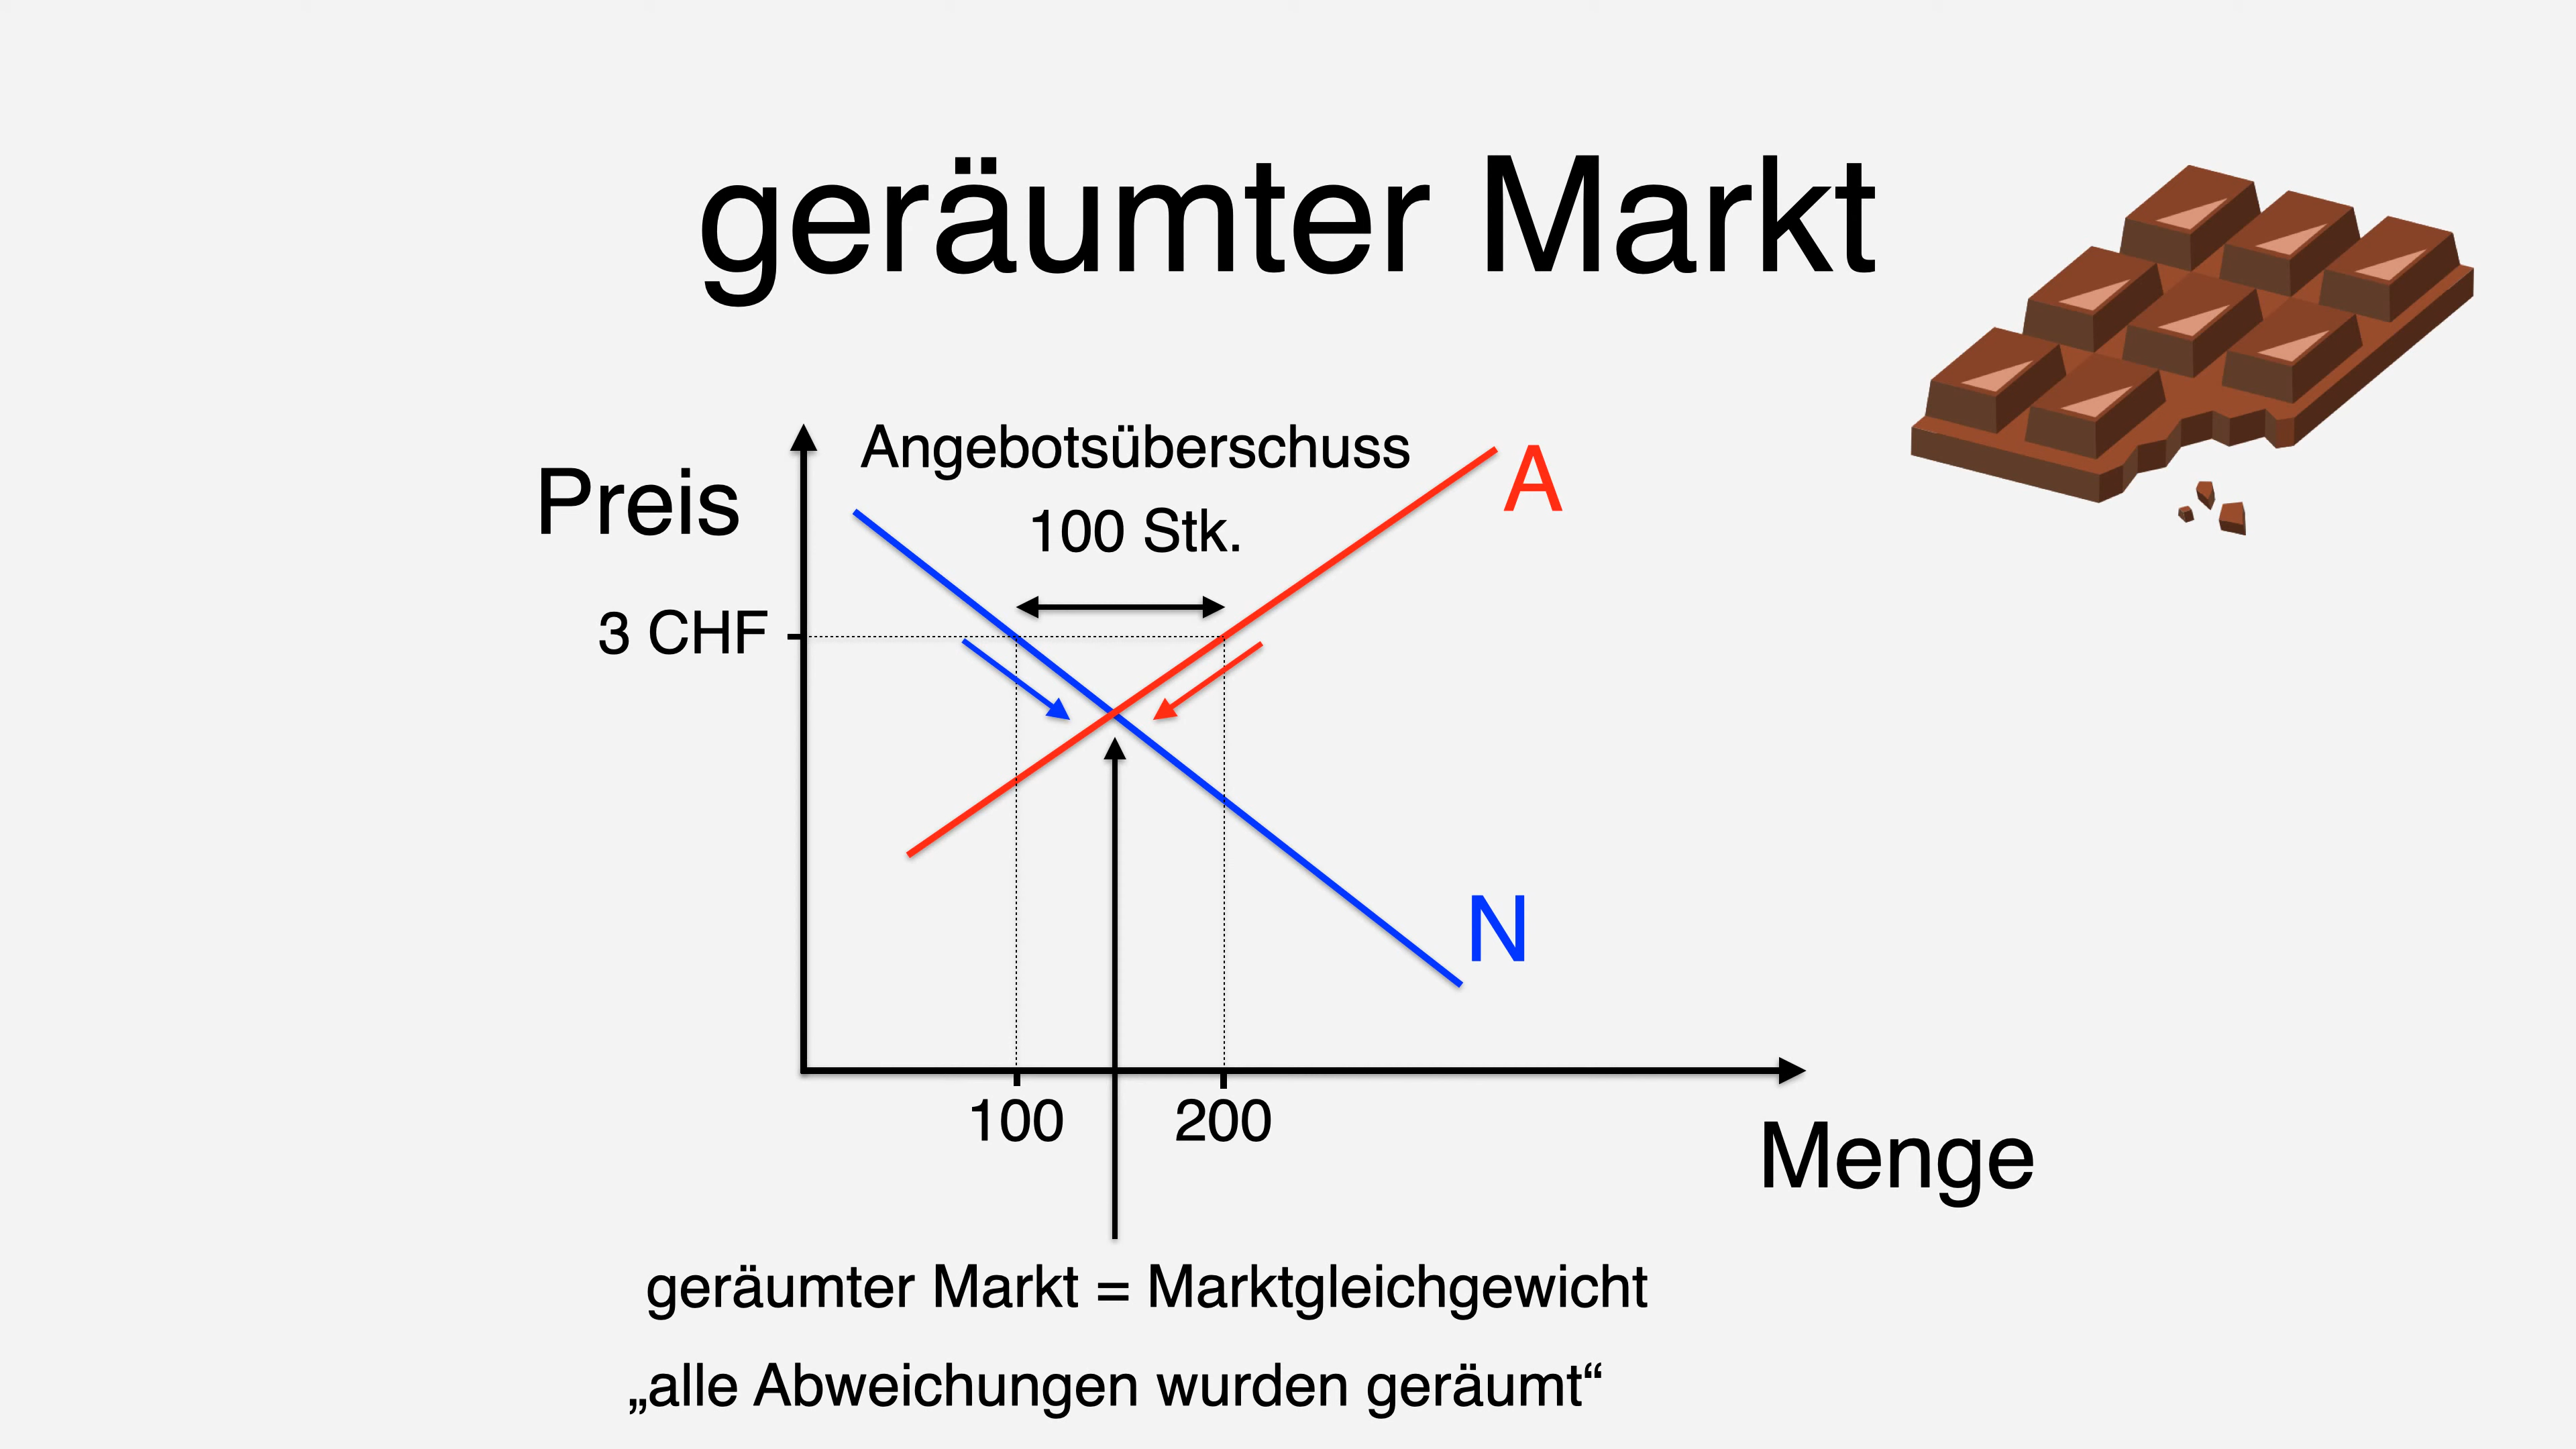 geräumter Markt
Angebotsüberschuss
Preis
A
100 Stk.
3 CHF
N
100
200
Menge
geräumter Markt = Marktgleichgewicht
„alle Abweichungen wurden geräumt“